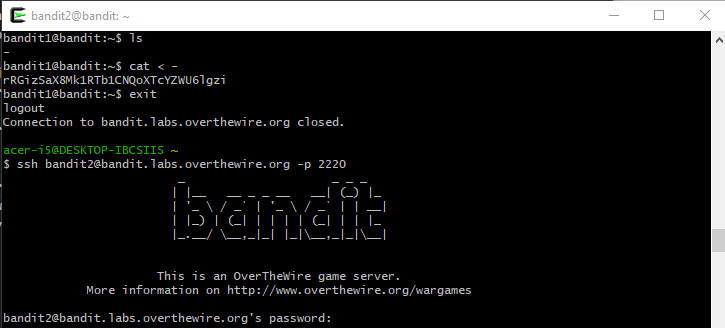 bandit2@bandit: ~
bandit1@bandit:~$ ls
-
bandit1@bandit:~$ cat < -
rRGizSaX8Mk1RTb1CNQoXTcYZWU6lgzi
bandit1@bandit:~$ exit
logout
Connection to bandit.labs.overthewire.org closed.
acer-i5@DESKTOP-IBCSIIS ~
$ ssh bandit2@bandit.labs.overthewire.org -p 2220
bandit
This is an OverTheWire game server.
More information on http://www.overthewire.org/wargames
bandit2@bandit.labs.overthewire.org's password: